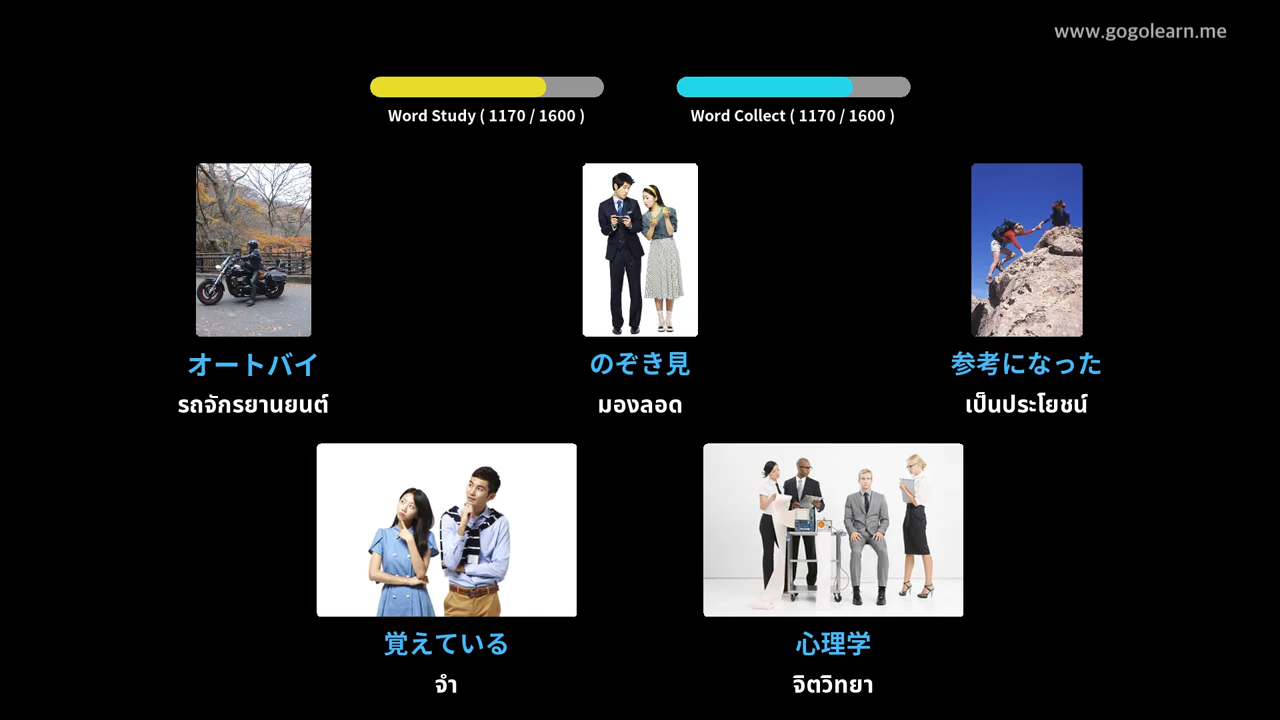 www.gogolearn.me
Word Study ( 1170 / 1600 )
Word Collect ( 1170 / 1600 )
オートバイ
รถจักรยานยนต์
のぞき見
มองลอด
参考になった
เป็นประโยชน์
覚えている
จำ
心理学
จิตวิทยา